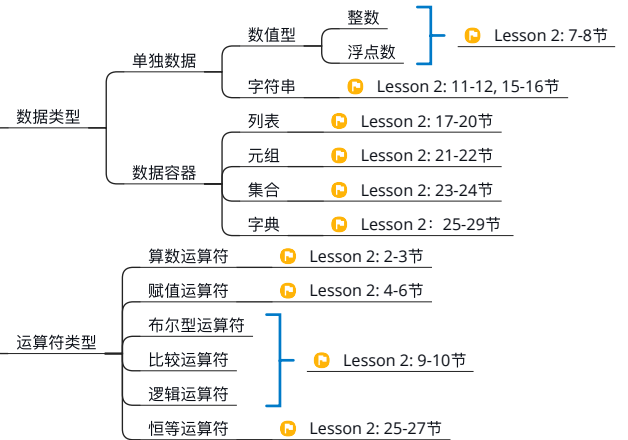 数据类型
单独数据
数值型
整数
浮点数
Lesson 2: 7-8节
字符串
Lesson 2: 11-12, 15-16节
数据容器
列表
Lesson 2: 17-20节
元组
Lesson 2: 21-22节
集合
Lesson 2: 23-24节
字典
Lesson 2：25-29节
运算符类型
算数运算符
Lesson 2: 2-3节
赋值运算符
Lesson 2: 4-6节
布尔型运算符
比较运算符
逻辑运算符
Lesson 2: 9-10节
恒等运算符
Lesson 2: 25-27节